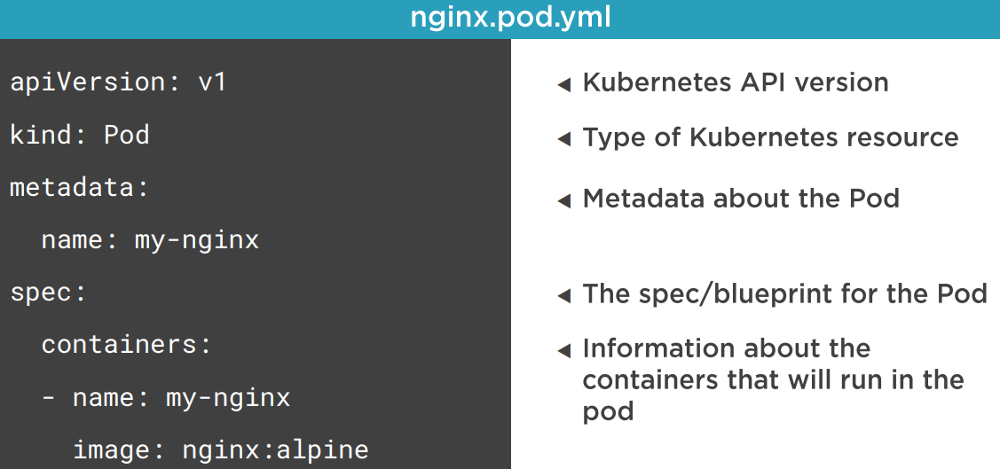 nginx.pod.yml
apiVersion: v1
kind: Pod
metadata:
name: my-nginx
spec:
containers:
- name: my-nginx
image: nginx:alpine
Kubernetes API version
Type of Kubernetes resource
Metadata about the Pod
The spec/blueprint for the Pod
Information about the
containers that will run in the
pod